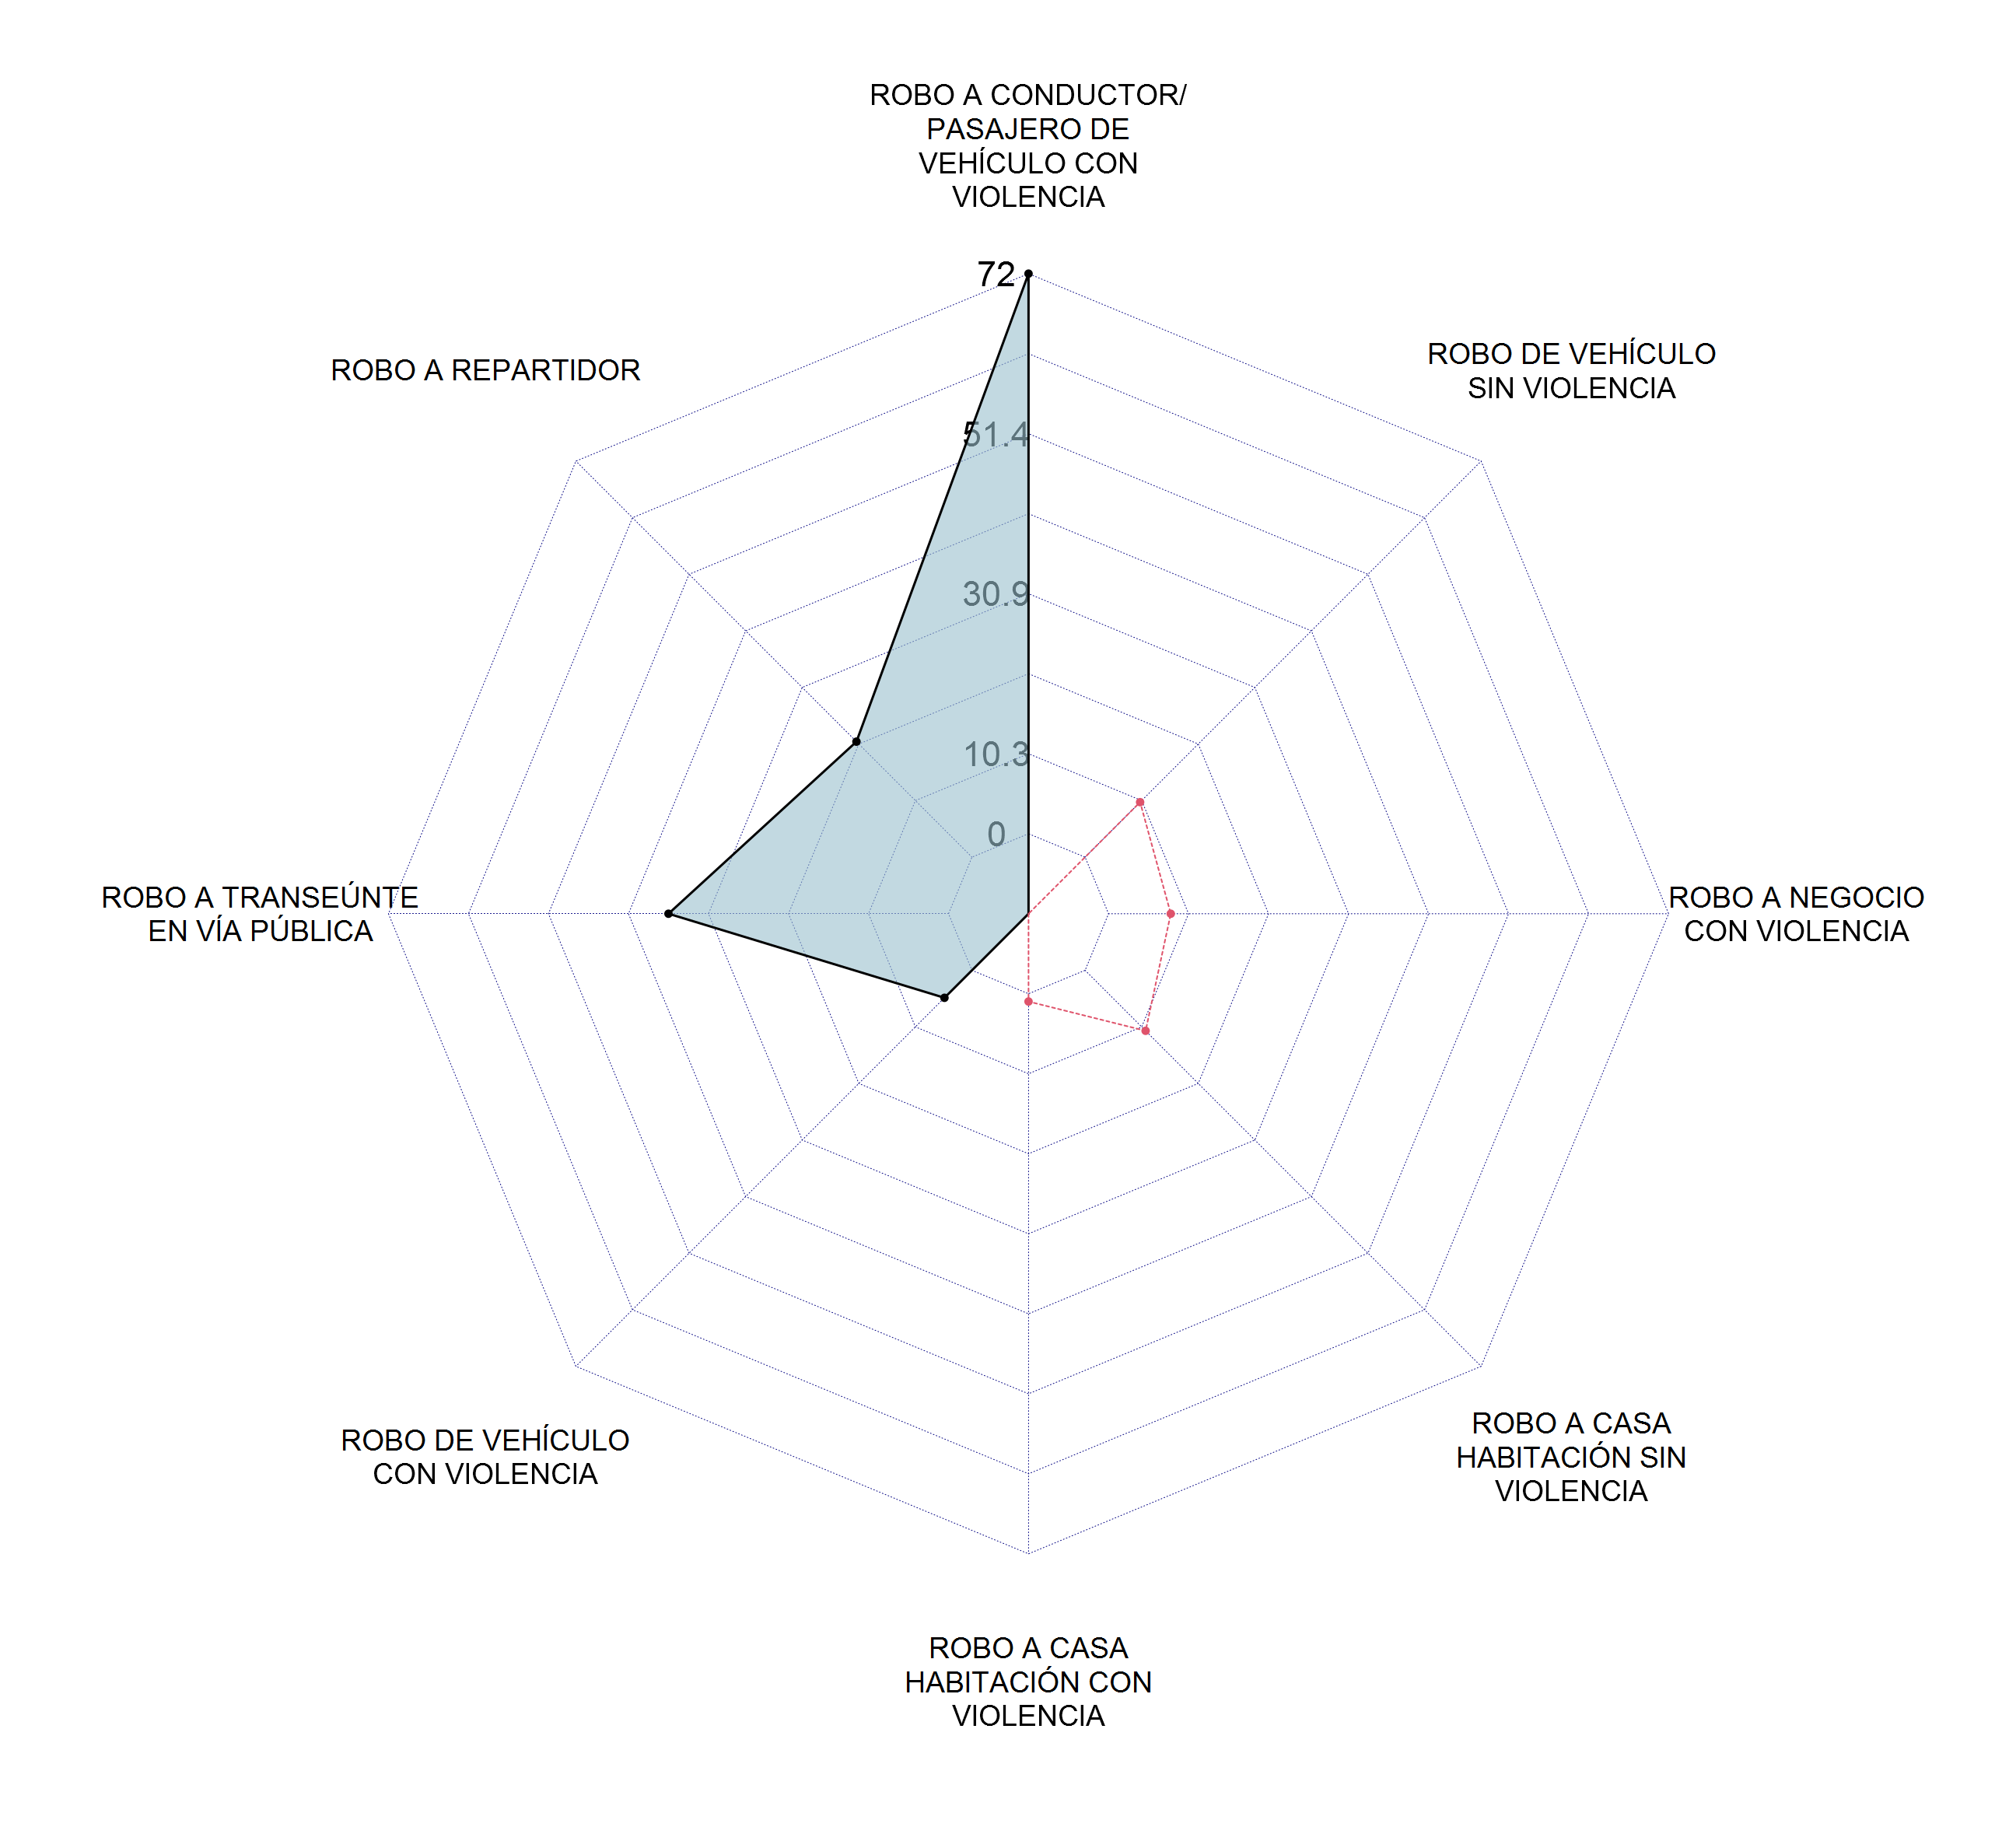 ROBO A CONDUCTOR/
PASAJERO DE
VEHÍCULO CON
VIOLENCIA
72
ROBO DE VEHÍCULO
SIN VIOLENCIA
ROBO A REPARTIDOR
51.4
30.9
10.3
0
ROBO A TRANSEÚNTE
EN VÍA PÚBLICA
ROBO A NEGOCIO
CON VIOLENCIA
ROBO DE VEHÍCULO
CON VIOLENCIA
ROBO A CASA
HABITACIÓN SIN
VIOLENCIA
ROBO A CASA
HABITACIÓN CON
VIOLENCIA